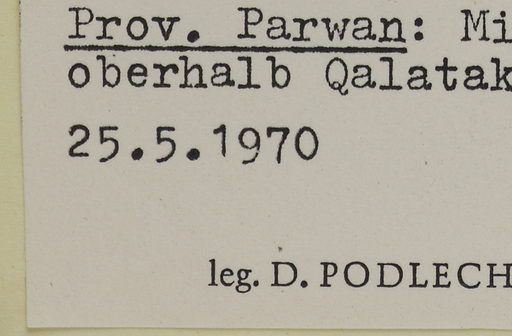 Prov. Parwan: Mi
oberhalb Qalatak
25.5.1970
leg. D. PODLECH